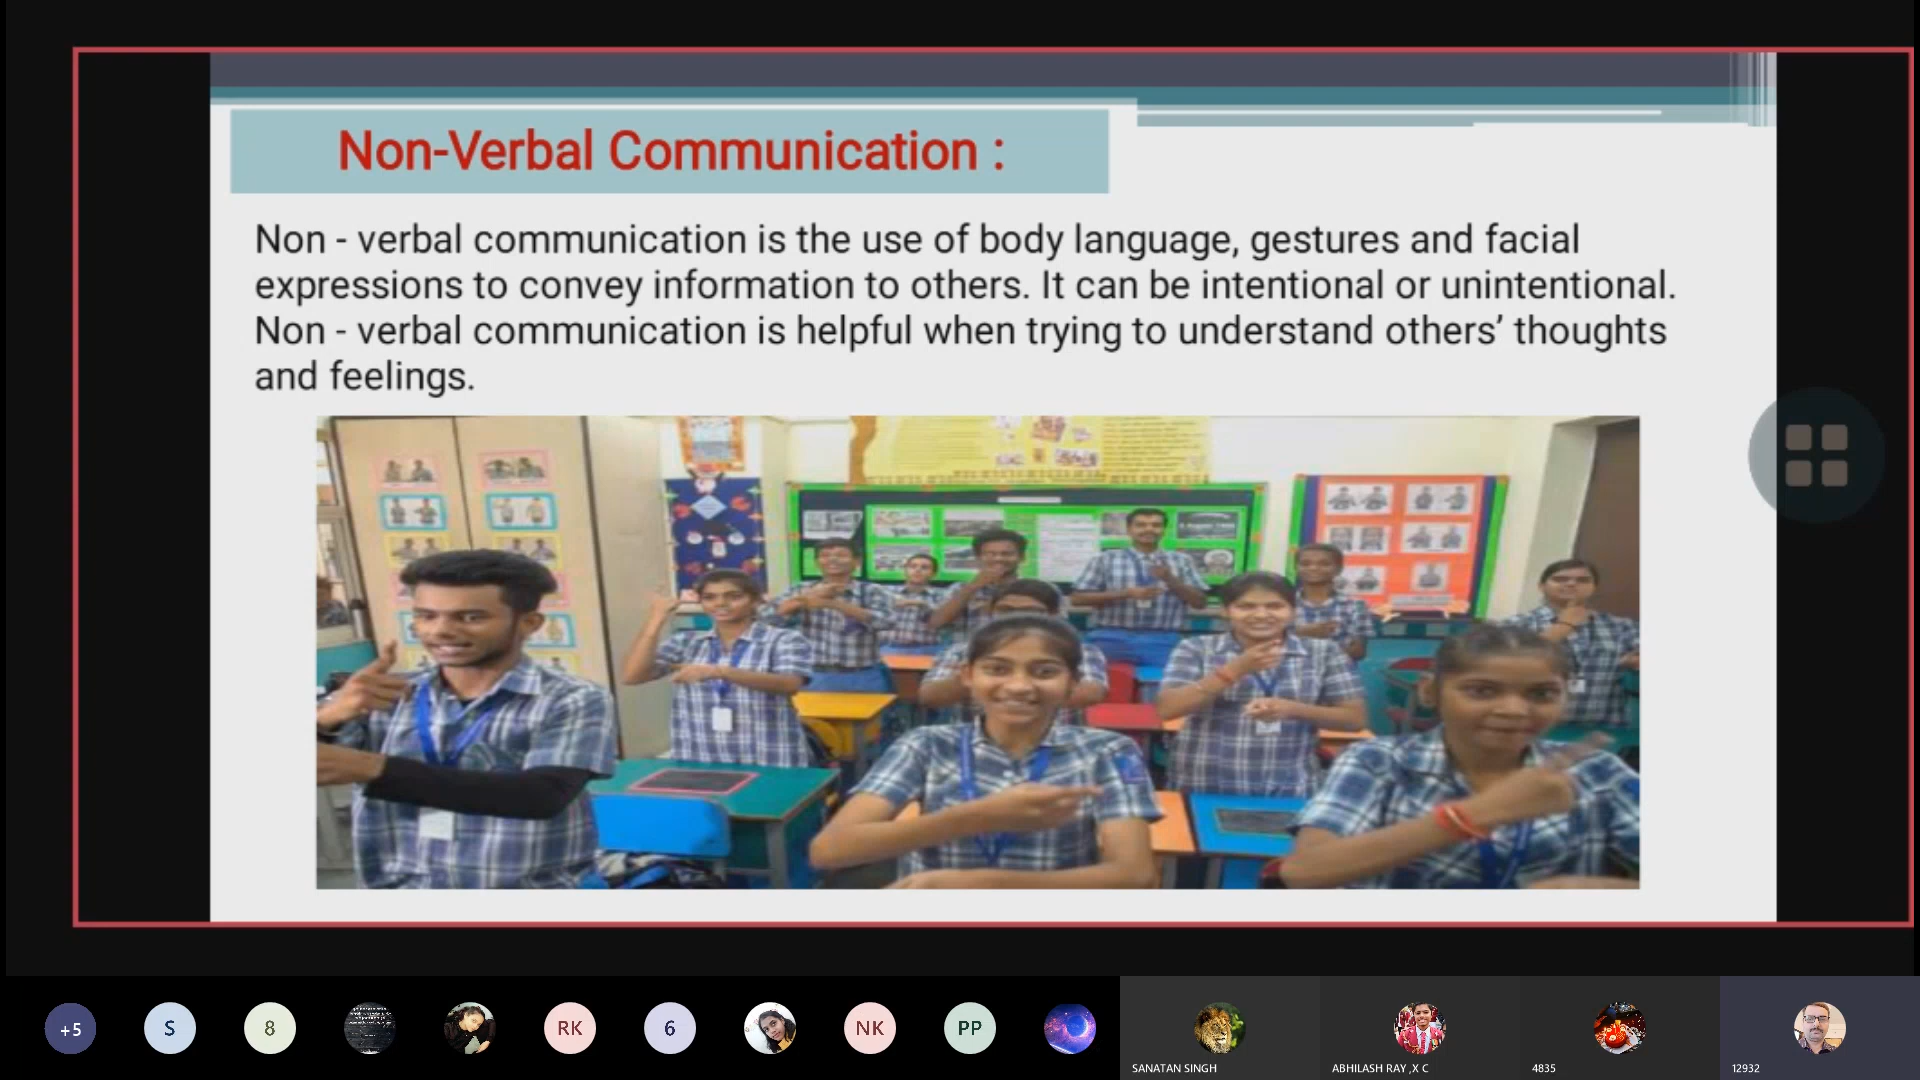 Non-Verbal Communication :
Non - verbal communication is the use of body language, gestures and facial
expressions to convey information to others. It can be intentional or unintentional.
Non - verbal communication is helpful when trying to understand others’ thoughts
and feelings.
+5
S
8
RK
6
NK
PP
SANATAN SINGH
ABHILASH RAY ,X C
4835
12932